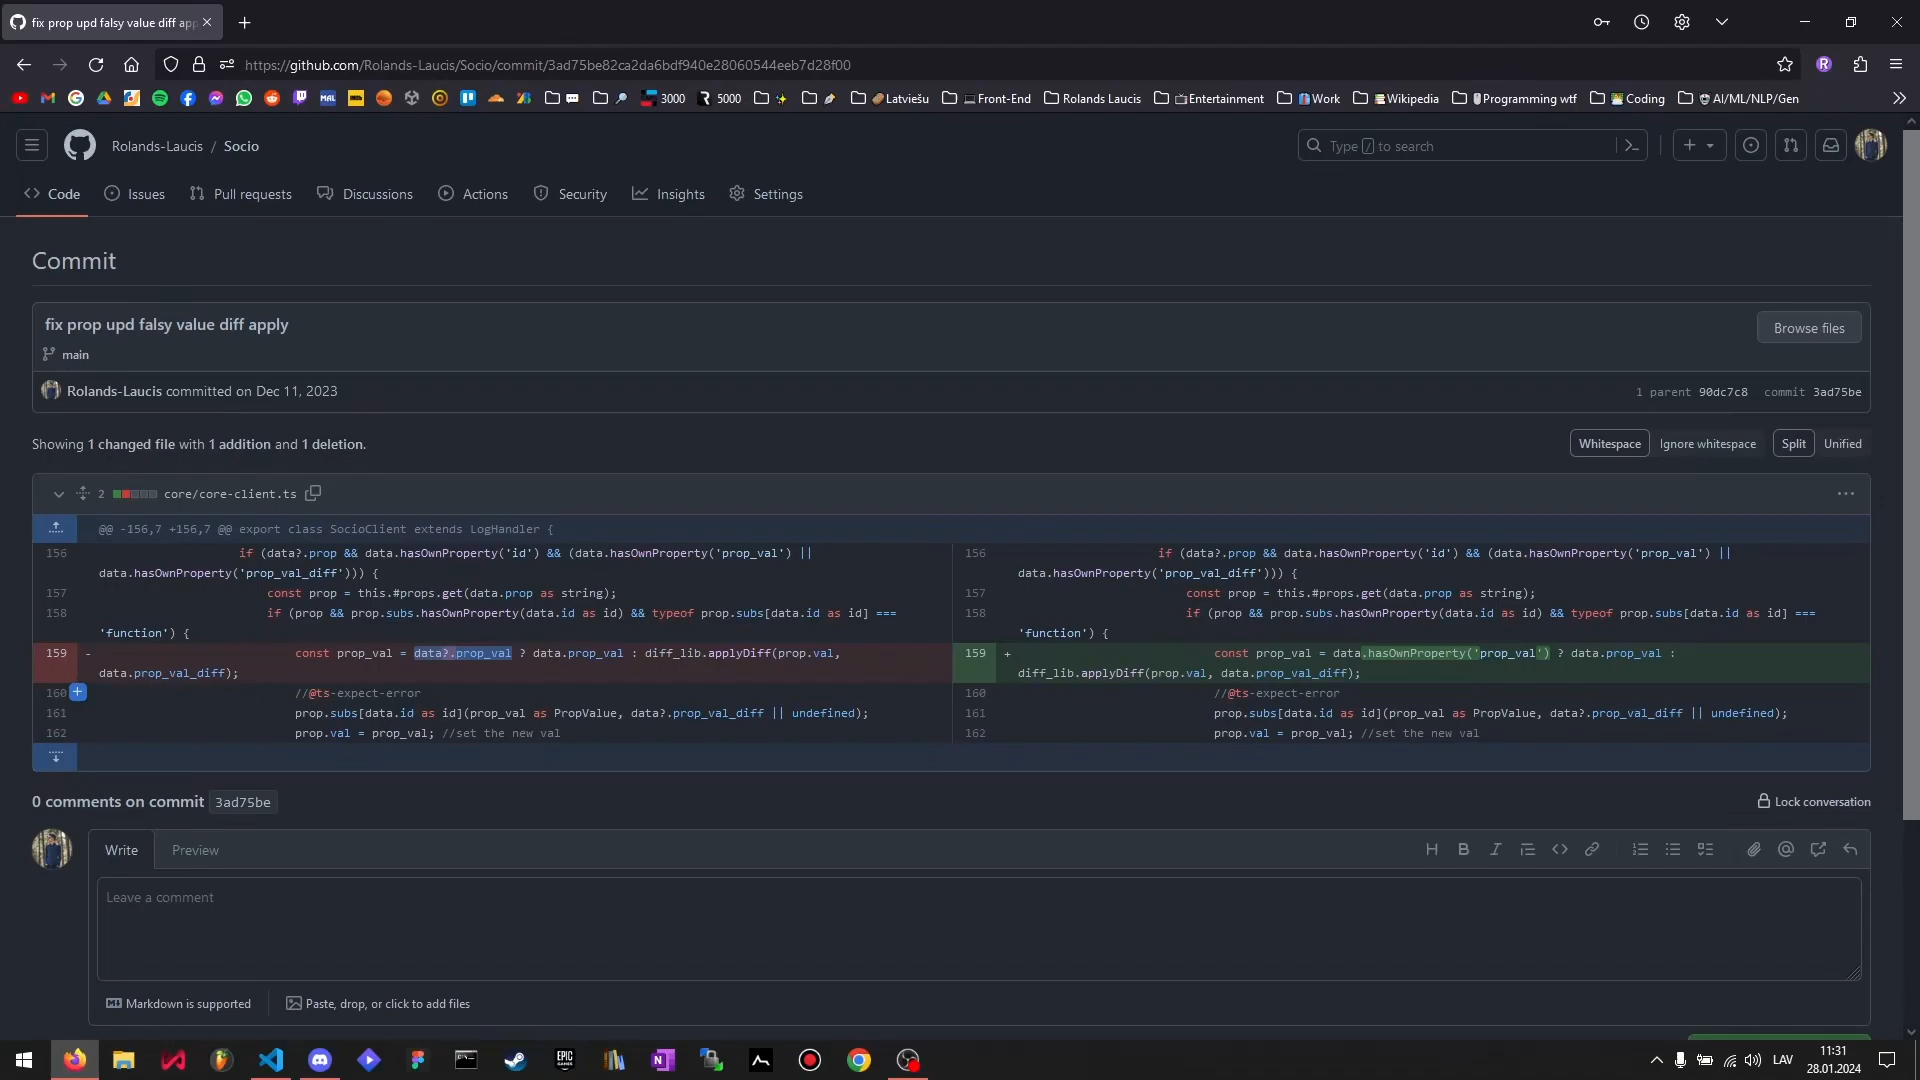 fix prop upd falsy value diff app
https://github.com/Rolands-Laucis/Socio/commit/3ad75be82ca2da6bdf940e28060544eeb7d28f00
3000
5000
Latviešu
Front-End
Rolands Laucis
Entertainment
Work
Wikipedia
Programming wtf
Coding
AI/ML/NLP/Gen
Rolands-Laucis / Socio
Type / to search
Code
Issues
Pull requests
Discussions
Actions
Security
Insights
Settings
Commit
fix prop upd falsy value diff apply
Browse files
main
Rolands-Laucis committed on Dec 11, 2023
1 parent 90dc7c8 commit 3ad75be
Showing 1 changed file with 1 addition and 1 deletion.
Whitespace Ignore whitespace Split Unified
2 core/core-client.ts
@@ -156,7 +156,7 @@ export class SocioClient extends LogHandler {
156 if (data?.prop && data.hasOwnProperty('id') && (data.hasOwnProperty('prop_val') ||
data.hasOwnProperty('prop_val_diff'))) {
157 const prop = this.#props.get(data.prop as string);
158 if (prop && prop.subs.hasOwnProperty(data.id as id) && typeof prop.subs[data.id as id] ===
'function') {
159 - const prop_val = data?.prop_val ? data.prop_val : diff_lib.applyDiff(prop.val,
data.prop_val_diff);
160 //@ts-expect-error
161 prop.subs[data.id as id](prop_val as PropValue, data?.prop_val_diff || undefined);
162 prop.val = prop_val; //set the new val
156 if (data?.prop && data.hasOwnProperty('id') && (data.hasOwnProperty('prop_val') ||
data.hasOwnProperty('prop_val_diff'))) {
157 const prop = this.#props.get(data.prop as string);
158 if (prop && prop.subs.hasOwnProperty(data.id as id) && typeof prop.subs[data.id as id] ===
'function') {
159 + const prop_val = data.hasOwnProperty('prop_val') ? data.prop_val :
diff_lib.applyDiff(prop.val, data.prop_val_diff);
160 //@ts-expect-error
161 prop.subs[data.id as id](prop_val as PropValue, data?.prop_val_diff || undefined);
162 prop.val = prop_val; //set the new val
0 comments on commit 3ad75be
Lock conversation
Write Preview
Leave a comment
Markdown is supported
Paste, drop, or click to add files
LAV
11:31
28.01.2024